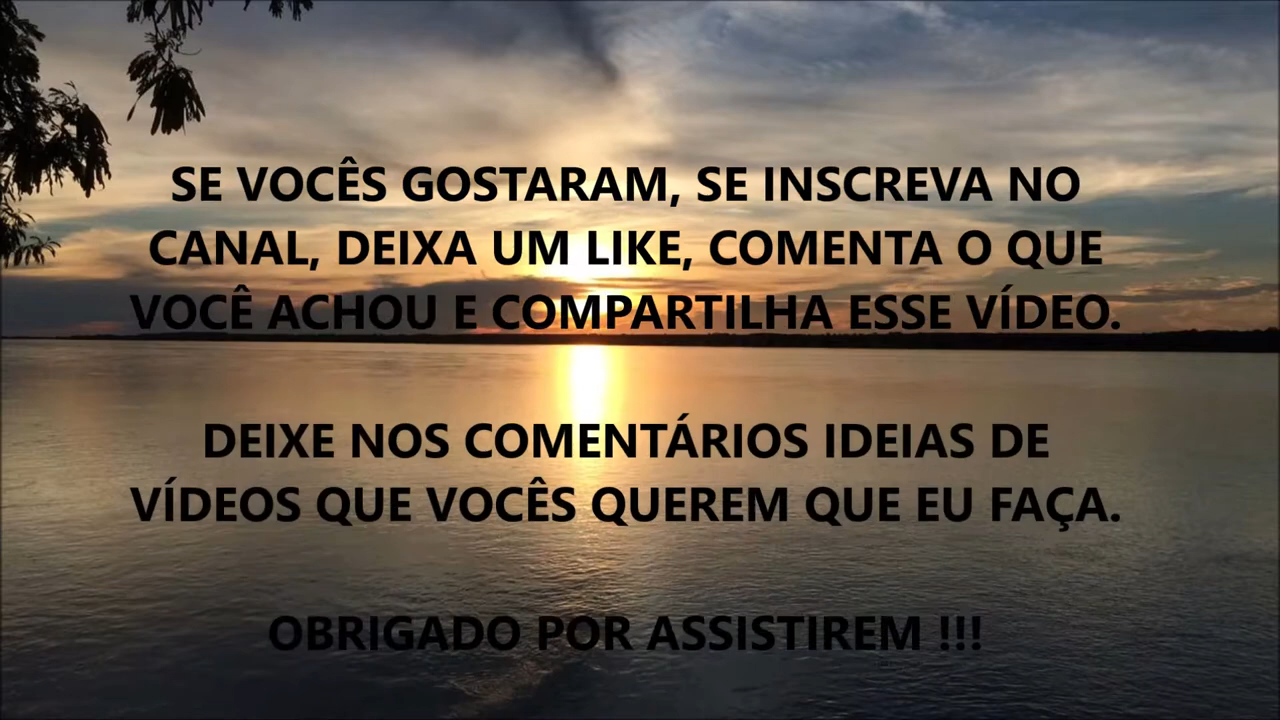 SE VOCÊS GOSTARAM, SE INSCREVA NO
CANAL, DEIXA UM LIKE, COMENTA O QUE
VOCÊ ACHOU E COMPARTILHA ESSE VÍDEO.
DEIXE NOS COMENTÁRIOS IDEIAS DE
VÍDEOS QUE VOCÊS QUEREM QUE EU FAÇA.
OBRIGADO POR ASSISTIREM !!!